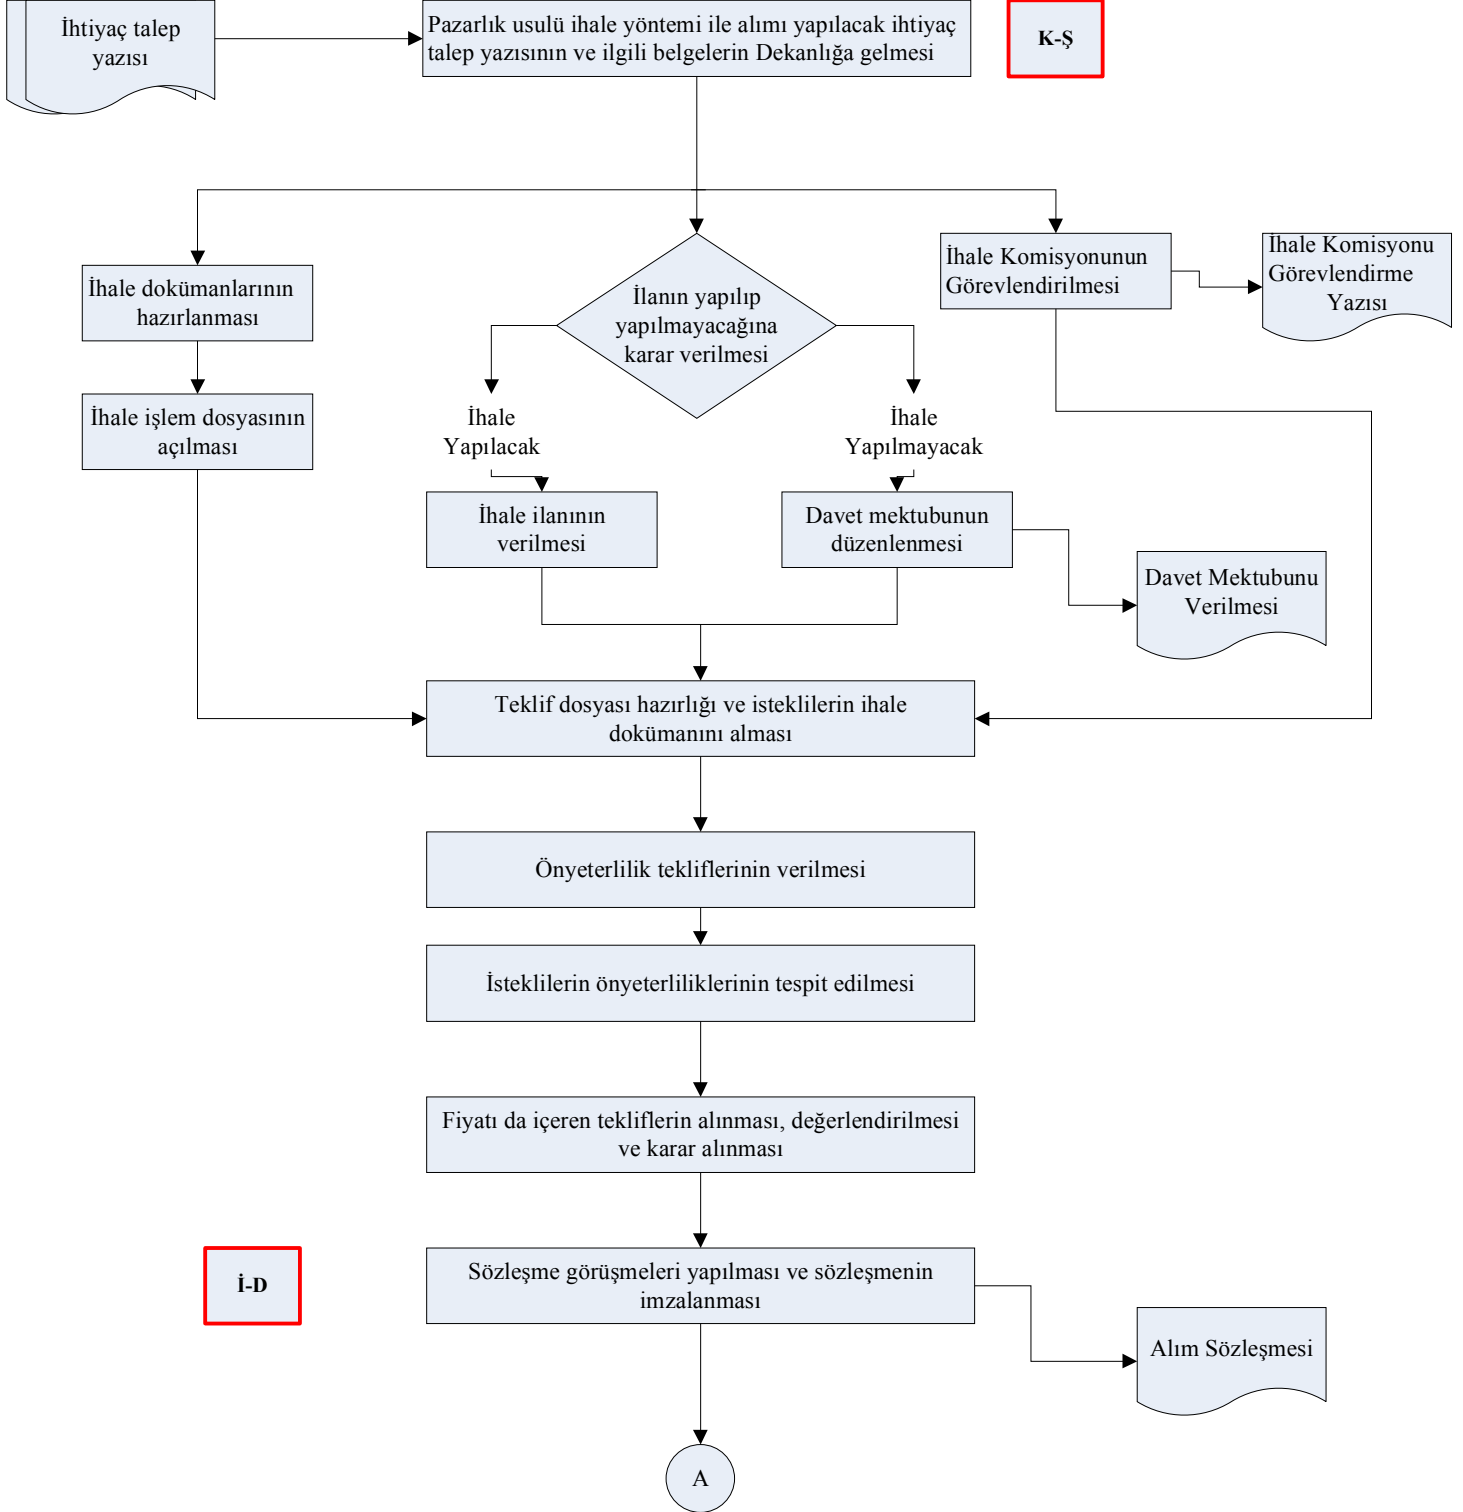 İhtiyaç talep
yazısı
Pazarlık usulü ihale yöntemi ile alımı yapılacak ihtiyaç
talep yazısının ve ilgili belgelerin Dekanlığa gelmesi
K-Ş
İhale dokümanlarının
hazırlanması
İlanın yapılıp
yapılmayacağına
karar verilmesi
İhale Komisyonunun
Görevlendirilmesi
İhale Komisyonu
Görevlendirme
Yazısı
İhale işlem dosyasının
açılması
İhale
Yapılacak
İhale
Yapılmayacak
İhale ilanının
verilmesi
Davet mektubunun
düzenlenmesi
Davet Mektubunu
Verilmesi
Teklif dosyası hazırlığı ve isteklilerin ihale
dokümanını alması
Önyeterlilik tekliflerinin verilmesi
İsteklilerin önyeterliliklerinin tespit edilmesi
Fiyatı da içeren tekliflerin alınması, değerlendirilmesi
ve karar alınması
İ-D
Sözleşme görüşmeleri yapılması ve sözleşmenin
imzalanması
Alım Sözleşmesi
A